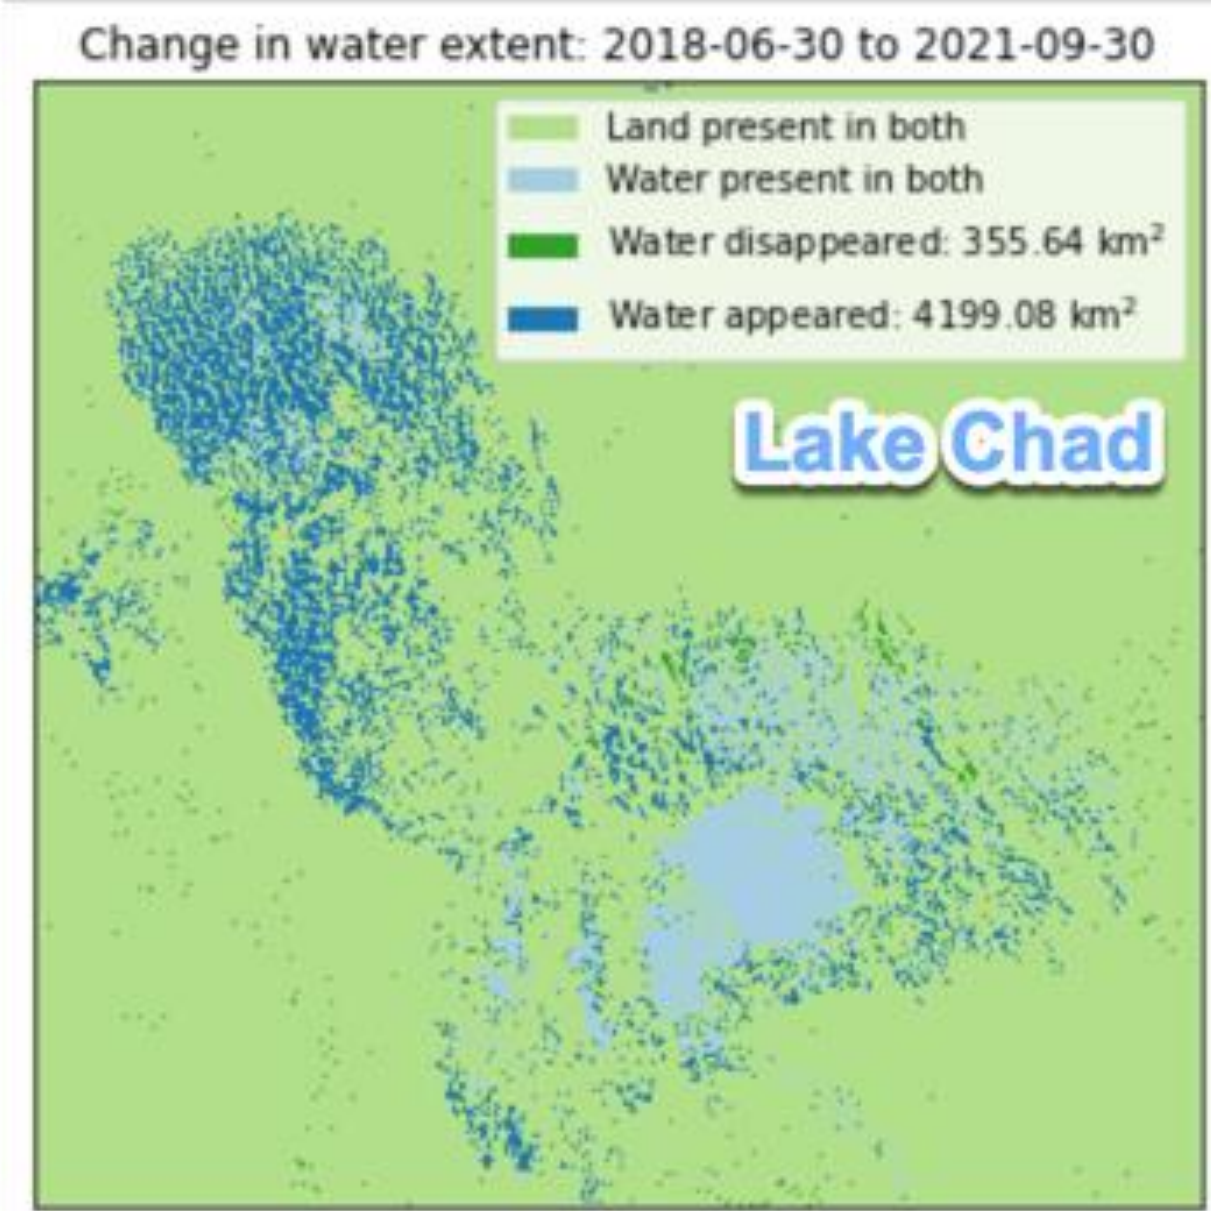 Change in water extent: 2018-06-30 to 2021-09-30
Land present in both
Water present in both
Water disappeared: 355.64 km²
Water appeared: 4199.08 km²
Lake Chad